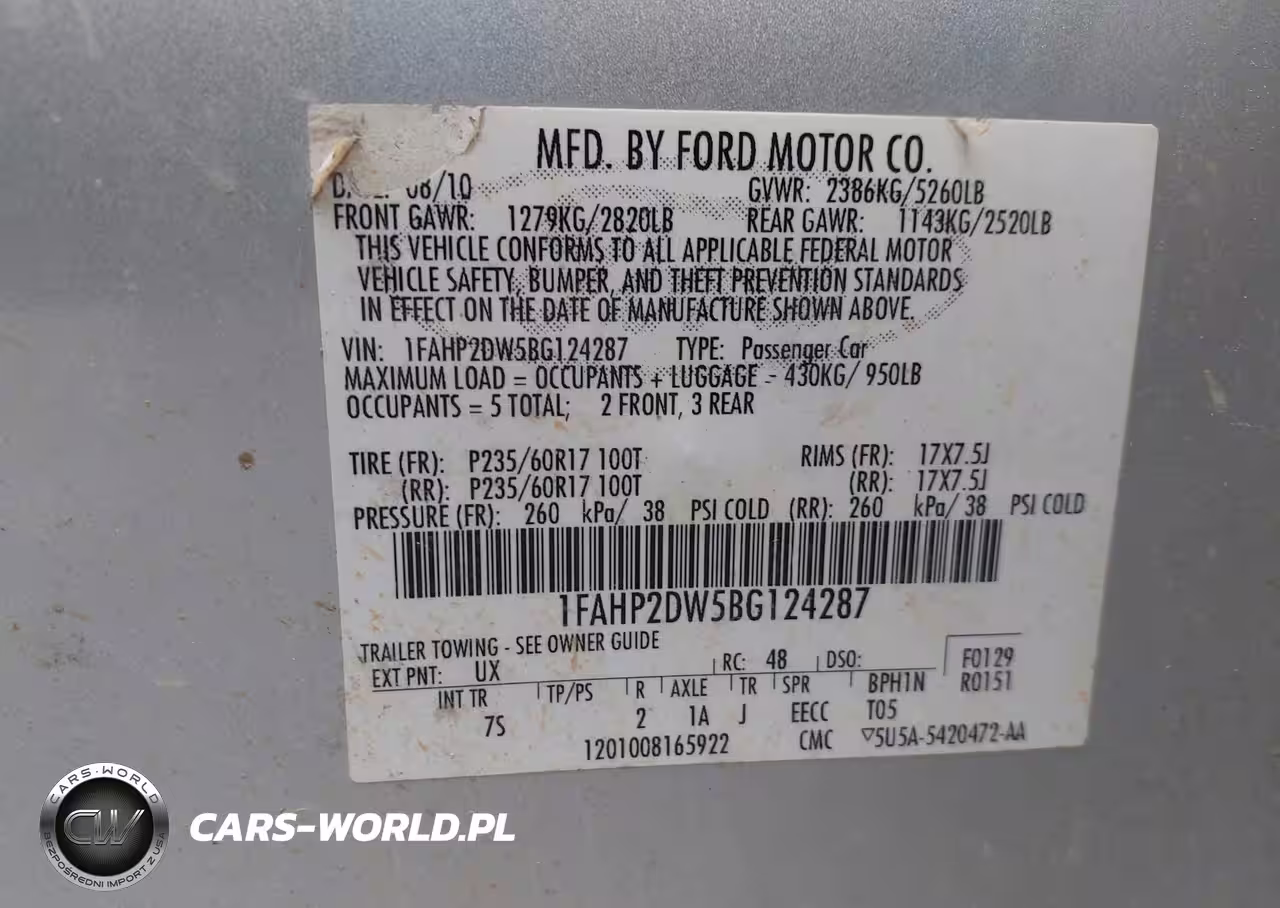 MFD. BY FORD MOTOR CO.
08/10 GVWR: 2386KG/5260LB
FRONT GAWR: 1279KG/2820LB REAR GAWR: 1143KG/2520LB
THIS VEHICLE CONFORMS TO ALL APPLICABLE FEDERAL MOTOR
VEHICLE SAFETY, BUMPER, AND THEFT PREVENTION STANDARDS
IN EFFECT ON THE DATE OF MANUFACTURE SHOWN ABOVE.
VIN: 1FAHP2DW5BG124287 TYPE: Passenger Car
MAXIMUM LOAD = OCCUPANTS + LUGGAGE - 430KG/ 950LB
OCCUPANTS = 5 TOTAL; 2 FRONT, 3 REAR
TIRE (FR): P235/60R17 100T RIMS (FR): 17X7.5J
(RR): P235/60R17 100T (RR): 17X7.5J
PRESSURE (FR): 260 kPa/ 38 PSI COLD (RR): 260 kPa/ 38 PSI COLD
1FAHP2DW5BG124287
TRAILER TOWING - SEE OWNER GUIDE
EXT PNT: UX RC: 48 DSO: F0129
INT TR TP/PS R AXLE TR SPR BPH1N R0151
7S 2 1A J EECC T05
1201008165922 CMC ▽5U5A-5420472-AA
CARS-WORLD
CW
BEZPOŚREDNI IMPORT Z USA
CARS-WORLD.PL